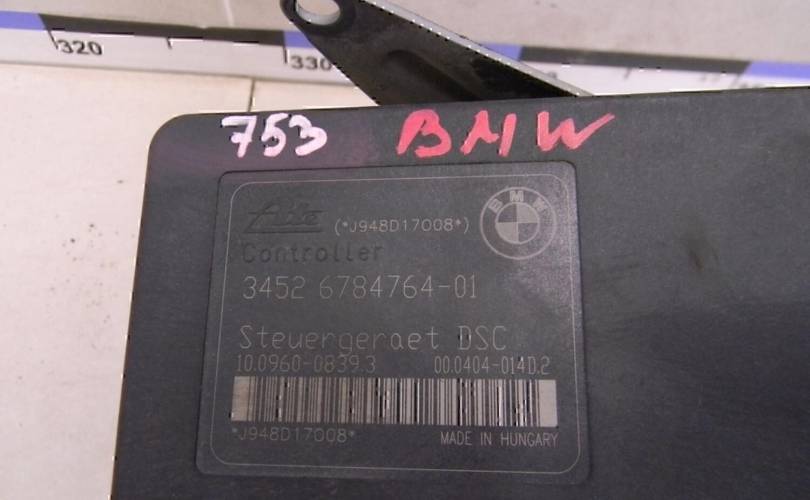 320
330
753 BMW
Ate (*J948D17008*) BMW
Controller
3452 6784764-01
Steuergeraet DSC
10.0960-0839.3 00.0404-014D.2
*J948D17008*
MADE IN HUNGARY